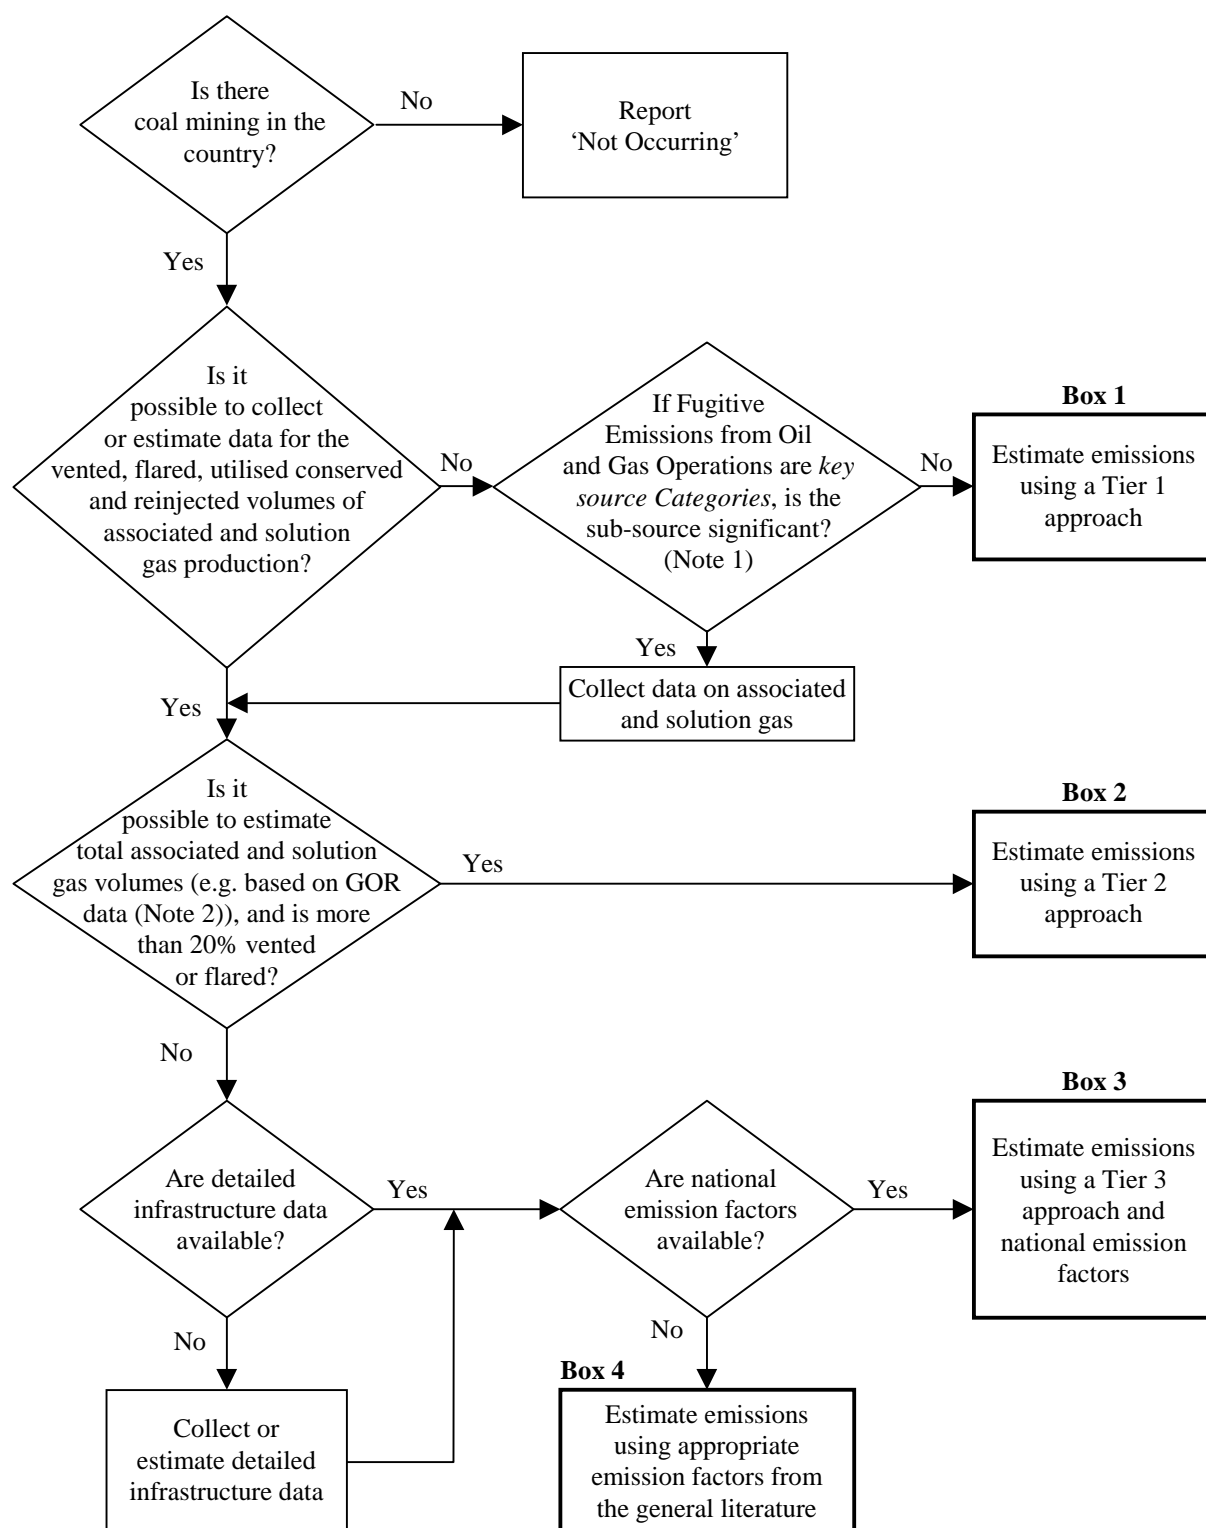 Is there
coal mining in the
country?
No
Report
‘Not Occurring’
Yes
Is it
possible to collect
or estimate data for the
vented, flared, utilised conserved
and reinjected volumes of
associated and solution
gas production?
No
If Fugitive
Emissions from Oil
and Gas Operations are key
source Categories, is the
sub-source significant?
(Note 1)
No
Box 1
Estimate emissions
using a Tier 1
approach
Yes
Collect data on associated
and solution gas
Yes
Is it
possible to estimate
total associated and solution
gas volumes (e.g. based on GOR
data (Note 2)), and is more
than 20% vented
or flared?
Yes
Box 2
Estimate emissions
using a Tier 2
approach
No
Are detailed
infrastructure data
available?
Yes
Are national
emission factors
available?
Yes
Box 3
Estimate emissions
using a Tier 3
approach and
national emission
factors
No
Collect or
estimate detailed
infrastructure data
No
Box 4
Estimate emissions
using appropriate
emission factors from
the general literature